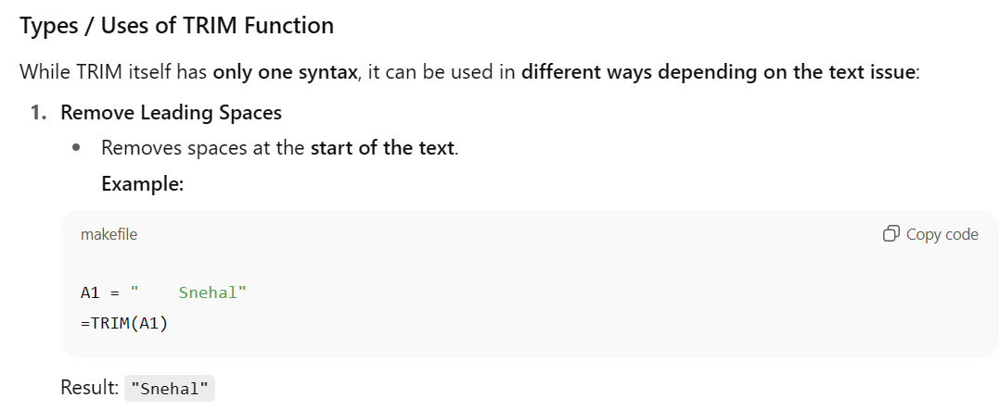 Types / Uses of TRIM Function
While TRIM itself has only one syntax, it can be used in different ways depending on the text issue:
1. Remove Leading Spaces
• Removes spaces at the start of the text.
Example:
makefile Copy code
A1 = "    Snehal"
=TRIM(A1)
Result: "Snehal"